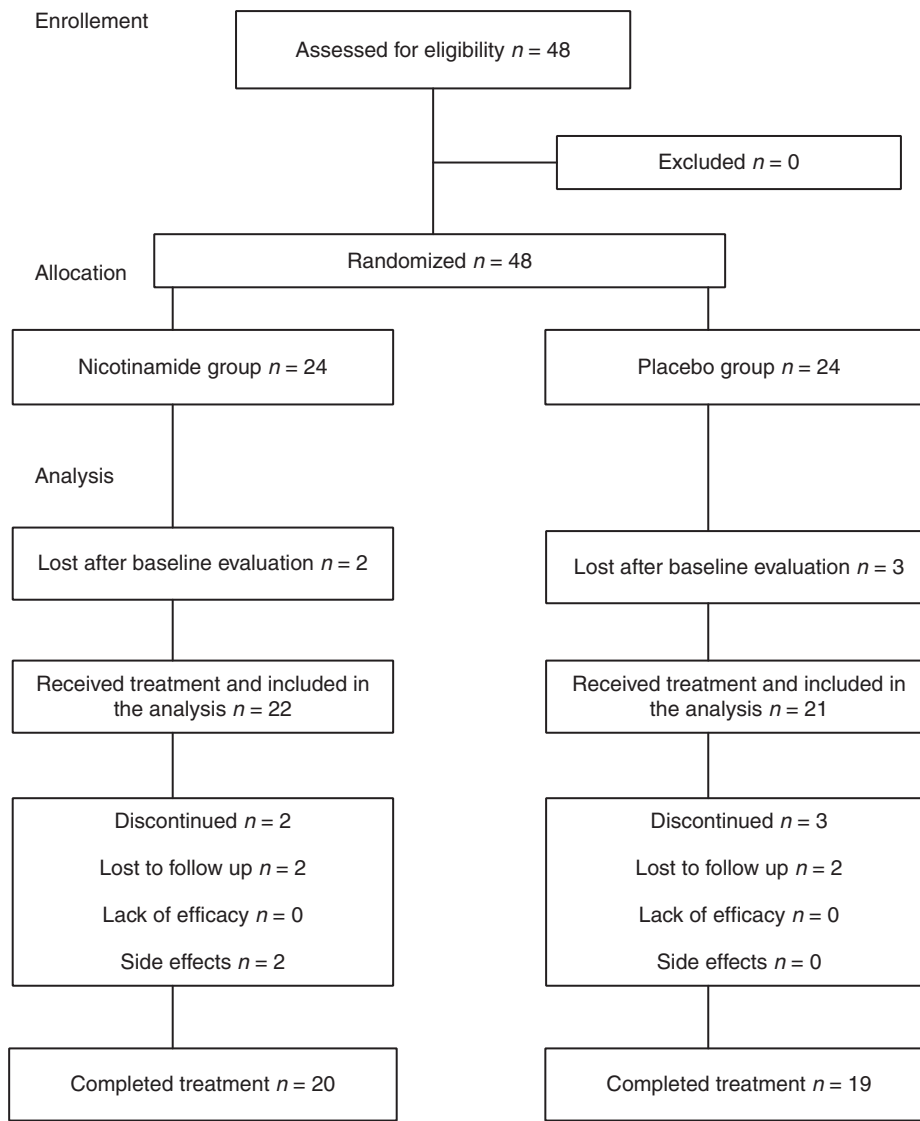 Enrollement
Assessed for eligibility n = 48
Excluded n = 0
Randomized n = 48
Allocation
Nicotinamide group n = 24
Placebo group n = 24
Analysis
Lost after baseline evaluation n = 2
Lost after baseline evaluation n = 3
Received treatment and included in
the analysis n = 22
Received treatment and included in
the analysis n = 21
Discontinued n = 2
Lost to follow up n = 2
Lack of efficacy n = 0
Side effects n = 2
Discontinued n = 3
Lost to follow up n = 2
Lack of efficacy n = 0
Side effects n = 0
Completed treatment n = 20
Completed treatment n = 19